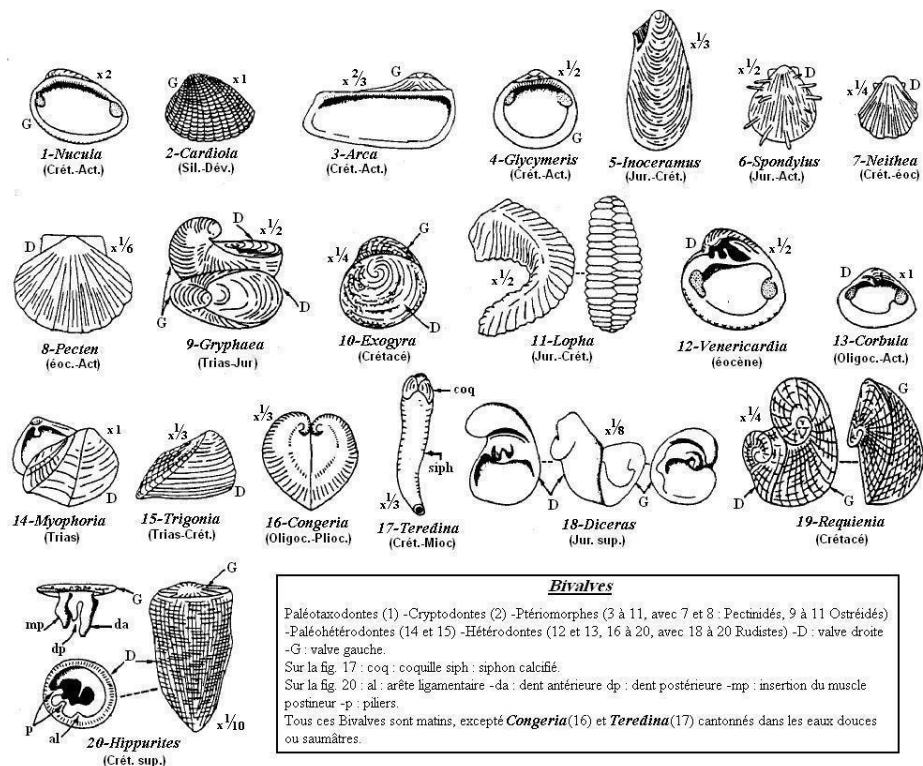 x 2
G
1-Nucula
(Crét.-Act.)
G x1
2-Cardiola
(Sil.-Dév.)
x 2/3 G
3-Arca
(Crét.-Act.)
x 1/2
G
4-Glycymeris
(Crét.-Act.)
x 1/3
5-Inoceramus
(Jur.-Crét.)
x 1/2 D
6-Spondylus
(Jur.-Act.)
x 1/4 D
7-Neithea
(Crét.-éoc)
D x 1/6
8-Pecten
(éoc.-Act)
D
x 1/2
G D
9-Gryphaea
(Trias-Jur)
G
x 1/4
D
10-Exogyra
(Crétacé)
x 1/2
11-Lopha
(Jur.-Crét.)
D x 1/2
12-Venericardia
(éocène)
D x1
13-Corbula
(Oligoc.-Act.)
x1
D
14-Myophoria
(Trias)
x 1/3
D
15-Trigonia
(Trias-Crét.)
x 1/3
16-Congeria
(Oligoc.-Plioc.)
coq
siph
x 1/3
17-Teredina
(Crét.-Mioc)
x 1/8
D G
18-Diceras
(Jur. sup.)
x 1/4 G
D G
19-Requienia
(Crétacé)
G G
mp da
dp
D
p
al
x 1/10
20-Hippurites
(Crét. sup.)
Bivalves
Paléotaxodontes (1) -Cryptodontes (2) -Ptériomorphes (3 à 11, avec 7 et 8 : Pectinidés, 9 à 11 Ostréidés)
-Paléohétérodontes (14 et 15) -Hétérodontes (12 et 13, 16 à 20, avec 18 à 20 Rudistes) -D : valve droite
-G : valve gauche.
Sur la fig. 17 : coq : coquille siph : siphon calcifié.
Sur la fig. 20 : al : arête ligamentaire -da : dent antérieure dp : dent postérieure -mp : insertion du muscle
postineur -p : piliers.
Tous ces Bivalves sont matins, excepté Congeria (16) et Teredina (17) cantonnés dans les eaux douces
ou saumâtres.